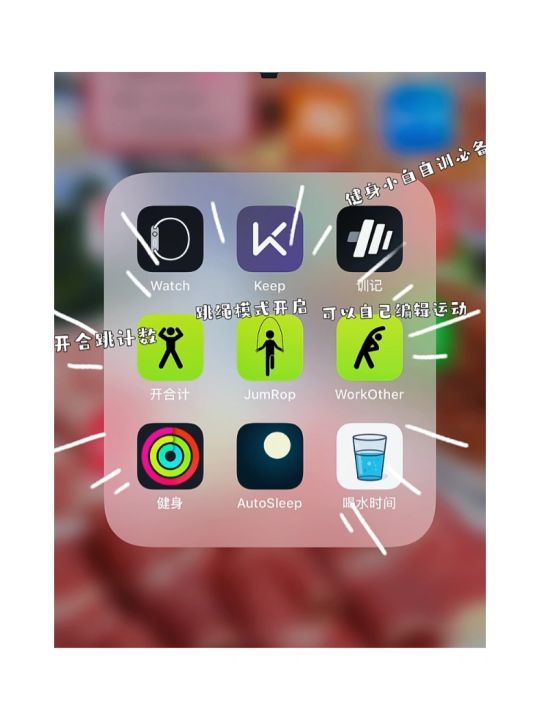 健身小白自训必备
Watch
Keep
训记
跳绳模式开启
可以自己编辑运动
开合跳计数
开合计
JumRop
WorkOther
健身
AutoSleep
喝水时间